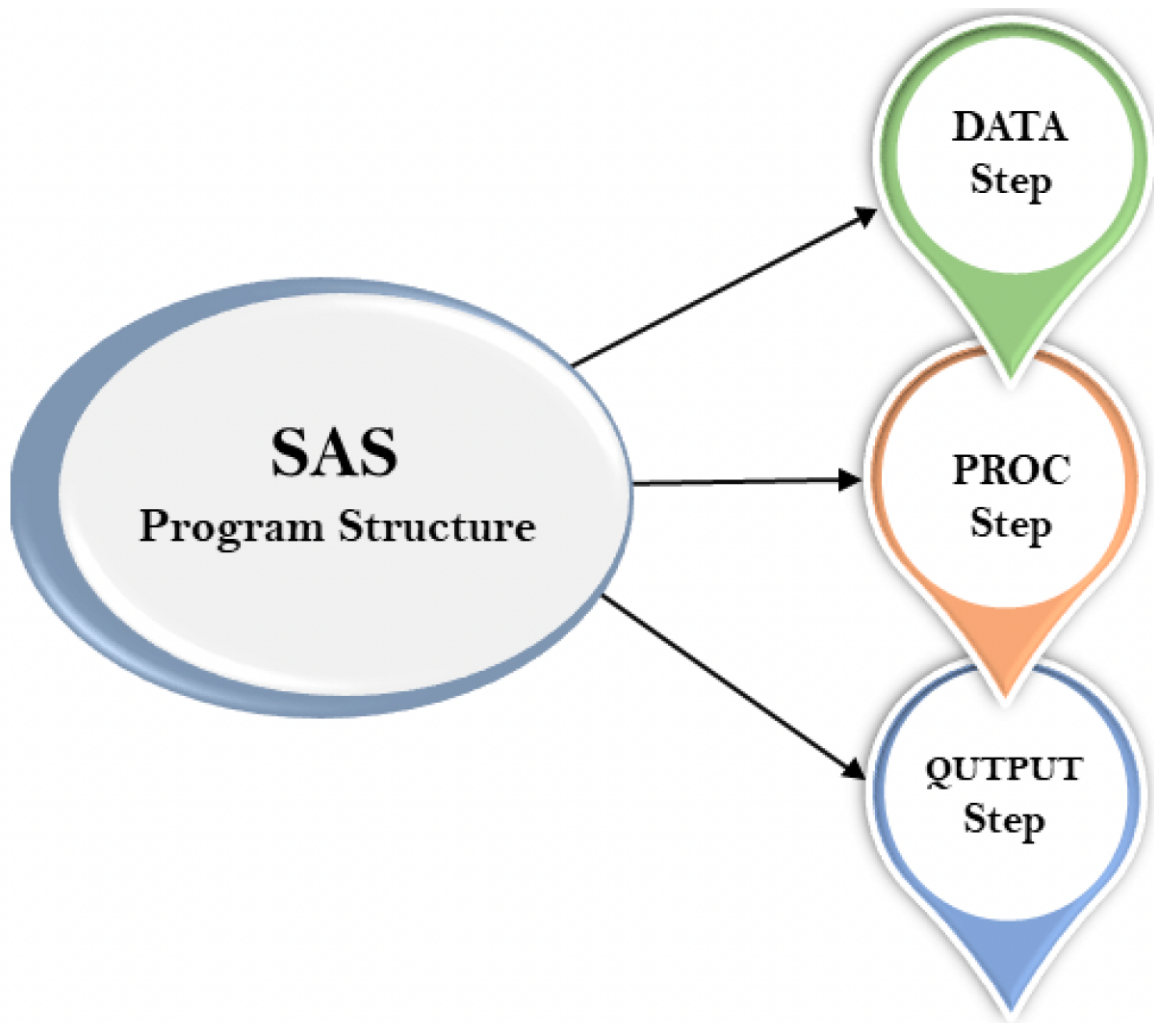 SAS
Program Structure
DATA
Step
PROC
Step
QUTPUT
Step